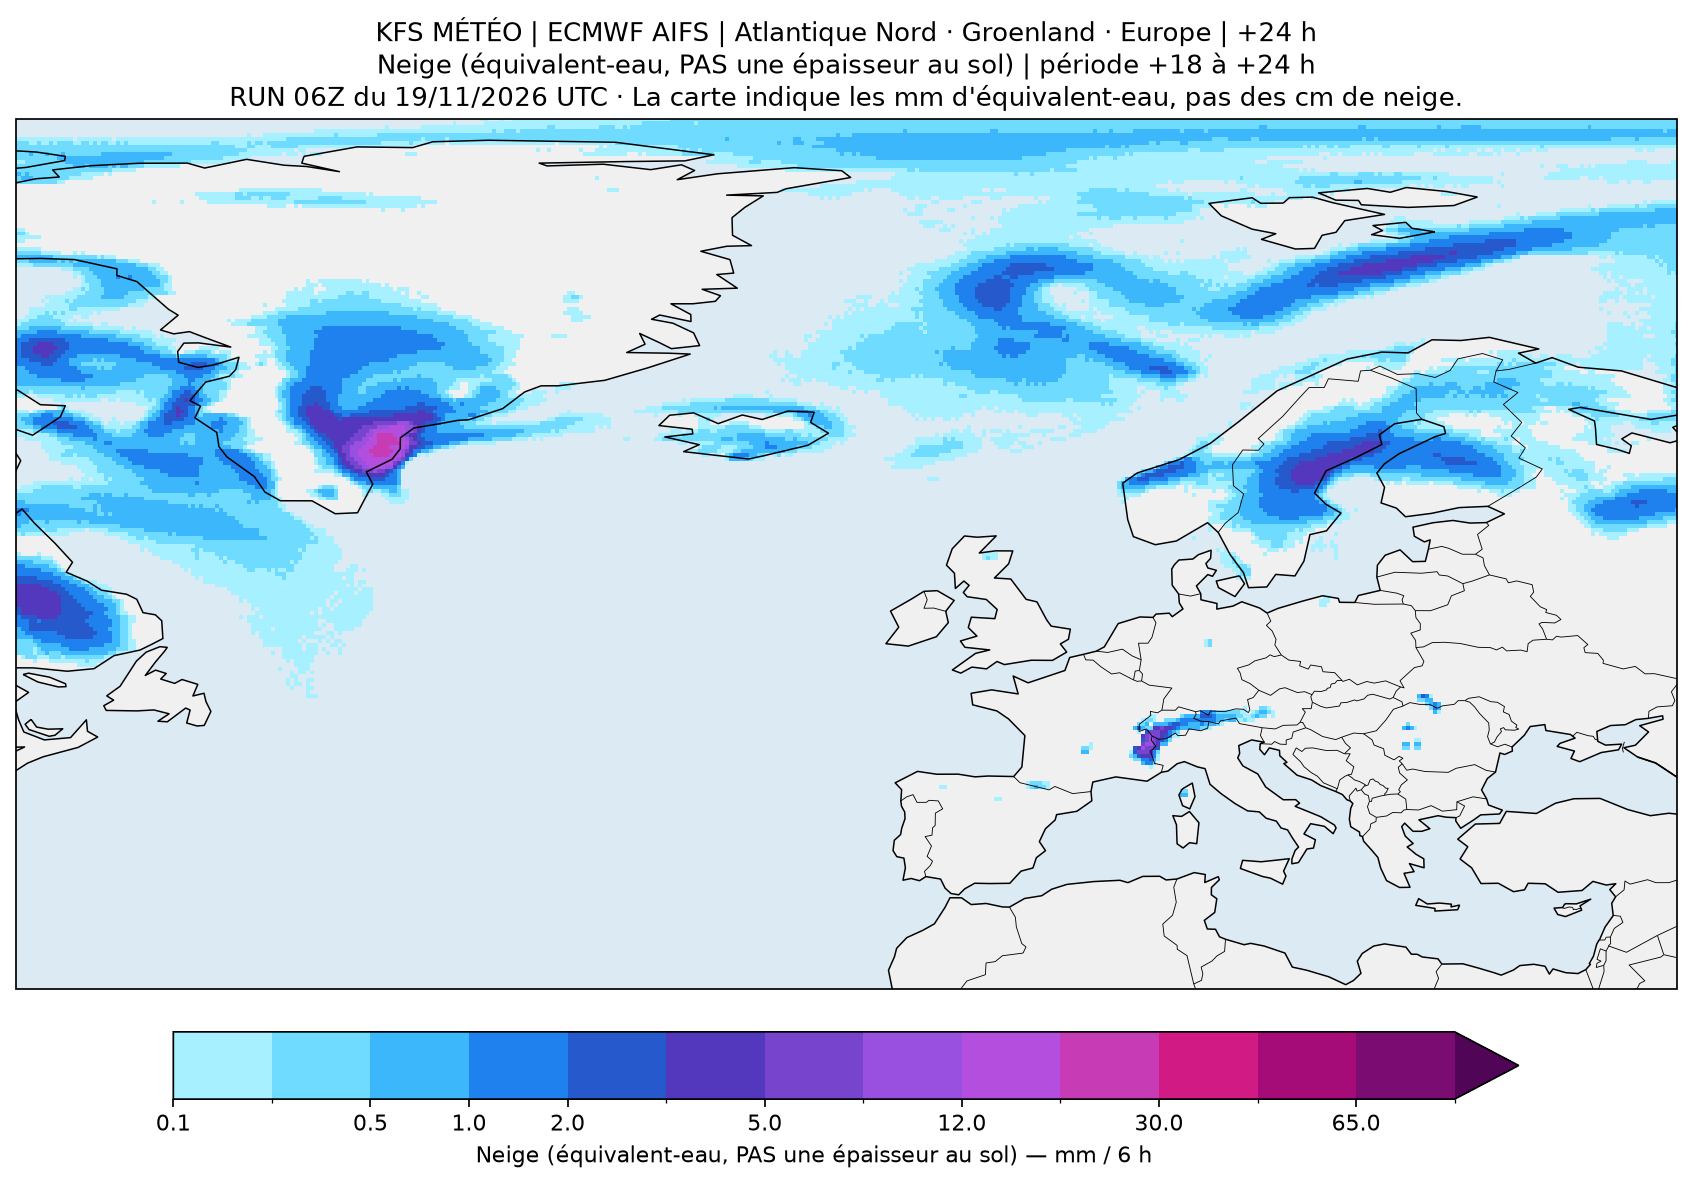 KFS MÉTÉO | ECMWF AIFS | Atlantique Nord · Groenland · Europe | +24 h
Neige (équivalent-eau, PAS une épaisseur au sol) | période +18 à +24 h
RUN 06Z du 19/11/2026 UTC · La carte indique les mm d'équivalent-eau, pas des cm de neige.
0.1 0.5 1.0 2.0 5.0 12.0 30.0 65.0
Neige (équivalent-eau, PAS une épaisseur au sol) — mm / 6 h